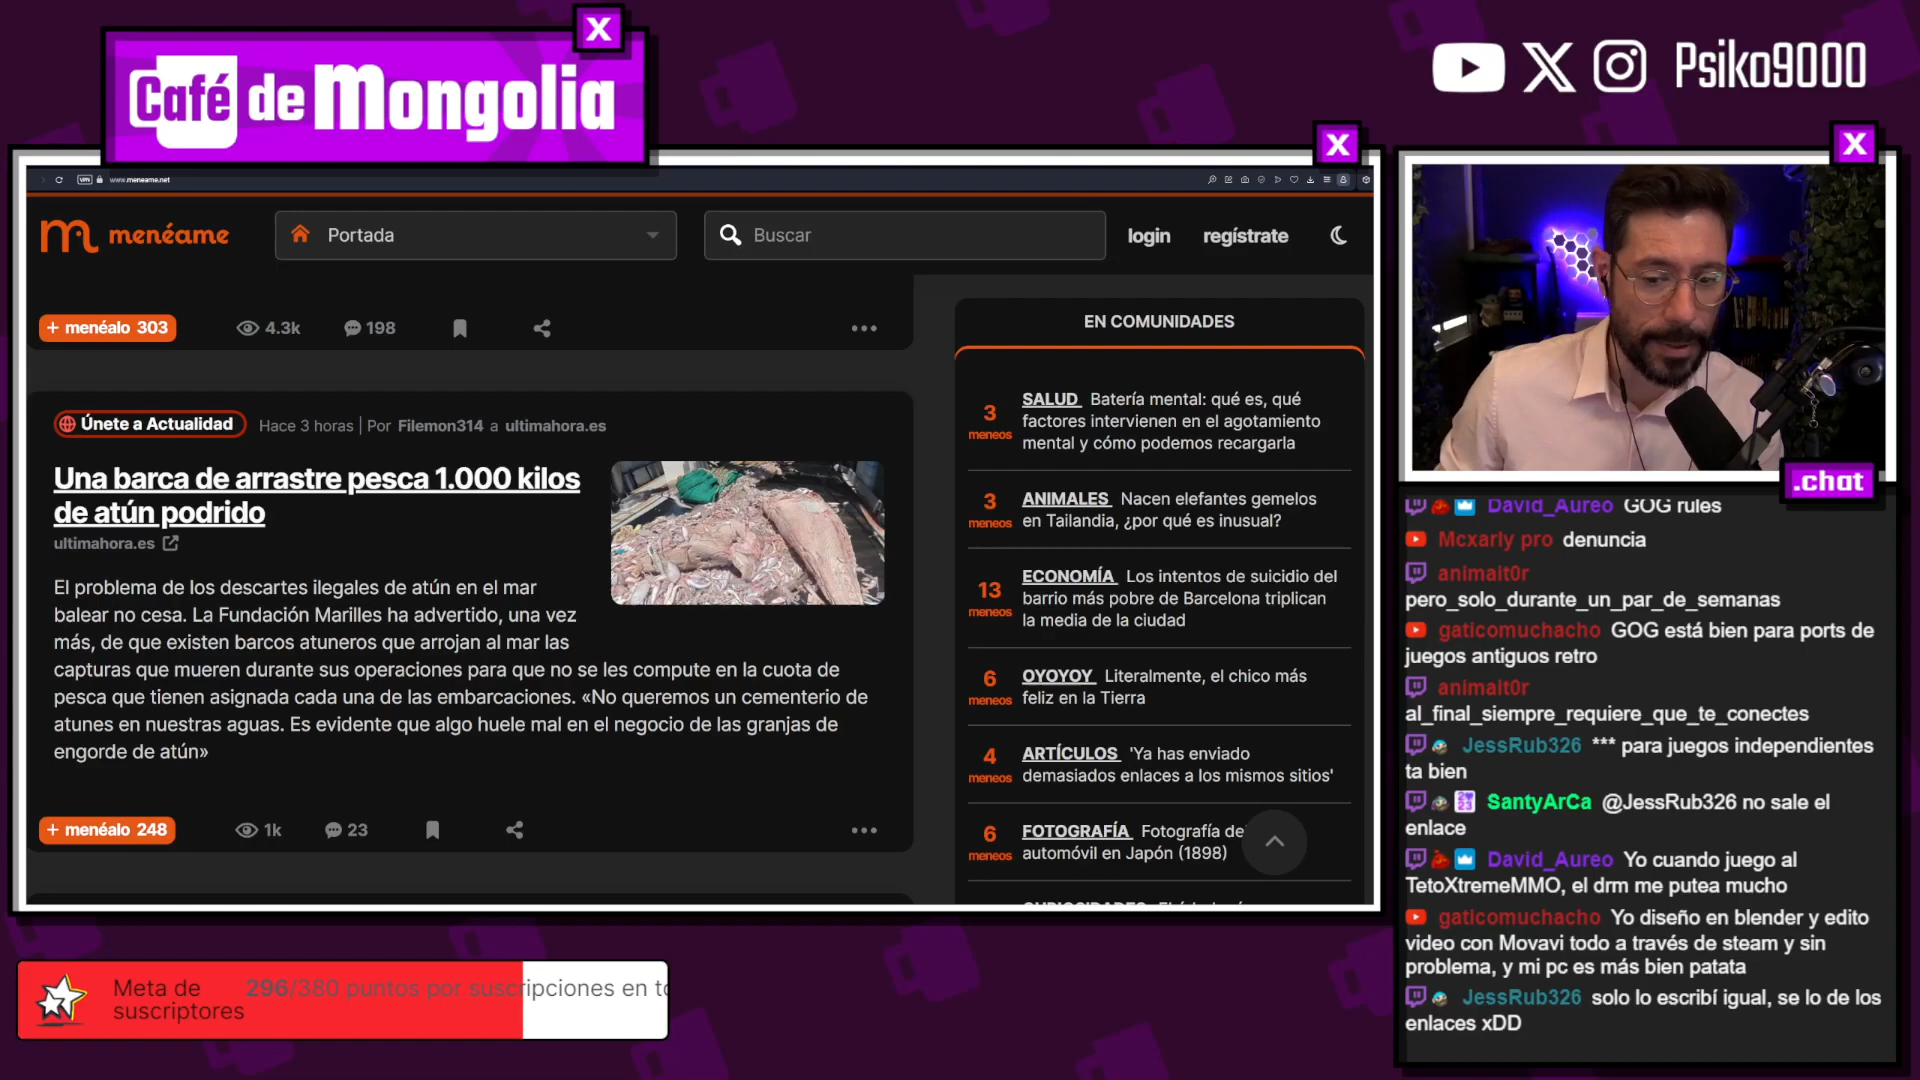 Café de Mongolia
X
Psiko9000
X
X
VPN
www.meneame.net
menéame
Portada
Buscar
login
regístrate
+ menéalo 303
4.3k
198
Únete a Actualidad
Hace 3 horas | Por Filemon314 a ultimahora.es
Una barca de arrastre pesca 1.000 kilos
de atún podrido
ultimahora.es
El problema de los descartes ilegales de atún en el mar
balear no cesa. La Fundación Marilles ha advertido, una vez
más, de que existen barcos atuneros que arrojan al mar las
capturas que mueren durante sus operaciones para que no se les compute en la cuota de
pesca que tienen asignada cada una de las embarcaciones. «No queremos un cementerio de
atunes en nuestras aguas. Es evidente que algo huele mal en el negocio de las granjas de
engorde de atún»
+ menéalo 248
1k
23
EN COMUNIDADES
3
meneos
SALUD Batería mental: qué es, qué
factores intervienen en el agotamiento
mental y cómo podemos recargarla
3
meneos
ANIMALES Nacen elefantes gemelos
en Tailandia, ¿por qué es inusual?
13
meneos
ECONOMÍA Los intentos de suicidio del
barrio más pobre de Barcelona triplican
la media de la ciudad
6
meneos
OYOYOY Literalmente, el chico más
feliz en la Tierra
4
meneos
ARTÍCULOS 'Ya has enviado
demasiados enlaces a los mismos sitios'
6
meneos
FOTOGRAFÍA Fotografía de
automóvil en Japón (1898)
.chat
David_Aureo GOG rules
Mcxarly pro denuncia
animait0r
pero_solo_durante_un_par_de_semanas
gaticomuchacho GOG está bien para ports de
juegos antiguos retro
animait0r
al_final_siempre_requiere_que_te_conectes
JessRub326 *** para juegos independientes
ta bien
SantyArCa @JessRub326 no sale el
enlace
David_Aureo Yo cuando juego al
TetoXtremeMMO, el drm me putea mucho
gaticomuchacho Yo diseño en blender y edito
video con Movavi todo a través de steam y sin
problema, y mi pc es más bien patata
JessRub326 solo lo escribí igual, se lo de los
enlaces xDD
Meta de
suscriptores
296/380 puntos por suscripciones en to